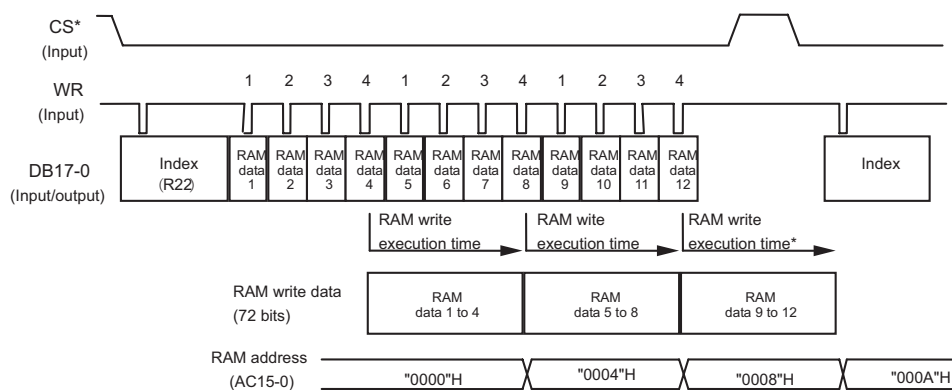 CS*
(Input)
1 2 3 4 1 2 3 4 1 2 3 4
WR
(Input)
DB17-0
(Input/output)
Index
(R22)
RAM
data
1
RAM
data
2
RAM
data
3
RAM
data
4
RAM
data
5
RAM
data
6
RAM
data
7
RAM
data
8
RAM
data
9
RAM
data
10
RAM
data
11
RAM
data
12
Index
RAM write
execution time
RAM wite
execution time
RAM write
execution time*
RAM write data
(72 bits)
RAM
data 1 to 4
RAM
data 5 to 8
RAM
data 9 to 12
RAM address
(AC15-0)
"0000"H
"0004"H
"0008"H
"000A"H